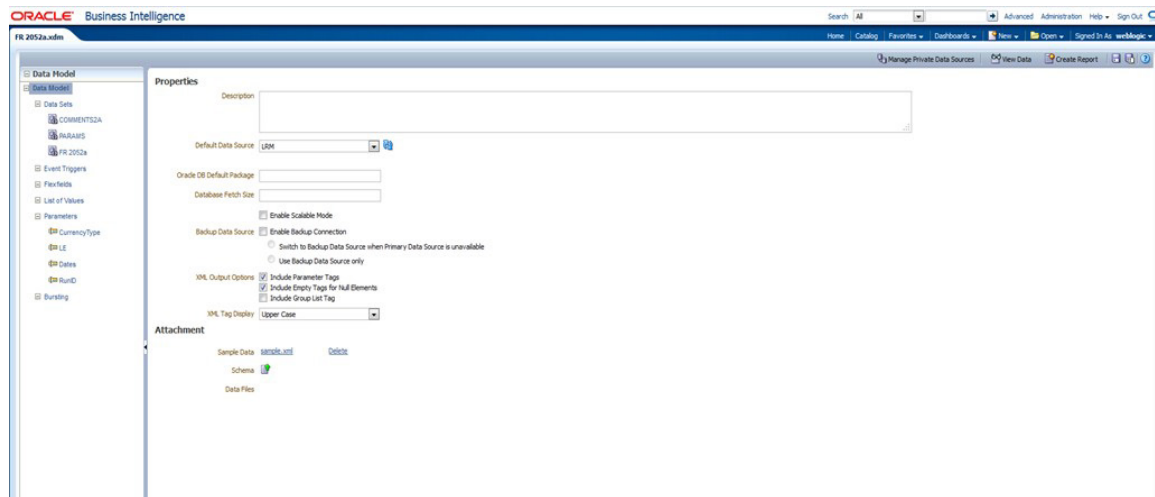 ORACLE® Business Intelligence
Search All Advanced Administration Help Sign Out
FR 2052a.xdm
Home Catalog Favorites Dashboards New Open Signed In As weblogic
Manage Private Data Sources View Data Create Report
Data Model
Data Model
Data Sets
COMMENTS2A
PARAMS
FR 2052a
Event Triggers
Flexfields
List of Values
Parameters
CurrencyType
LE
Dates
RunID
Bursting
Properties
Description
Default Data Source LRM
Oracle DB Default Package
Database Fetch Size
Enable Scalable Mode
Backup Data Source Enable Backup Connection
Switch to Backup Data Source when Primary Data Source is unavailable
Use Backup Data Source only
XML Output Options Include Parameter Tags
Include Empty Tags for Null Elements
Include Group List Tag
XML Tag Display Upper Case
Attachment
Sample Data sample.xml Delete
Schema
Data Files